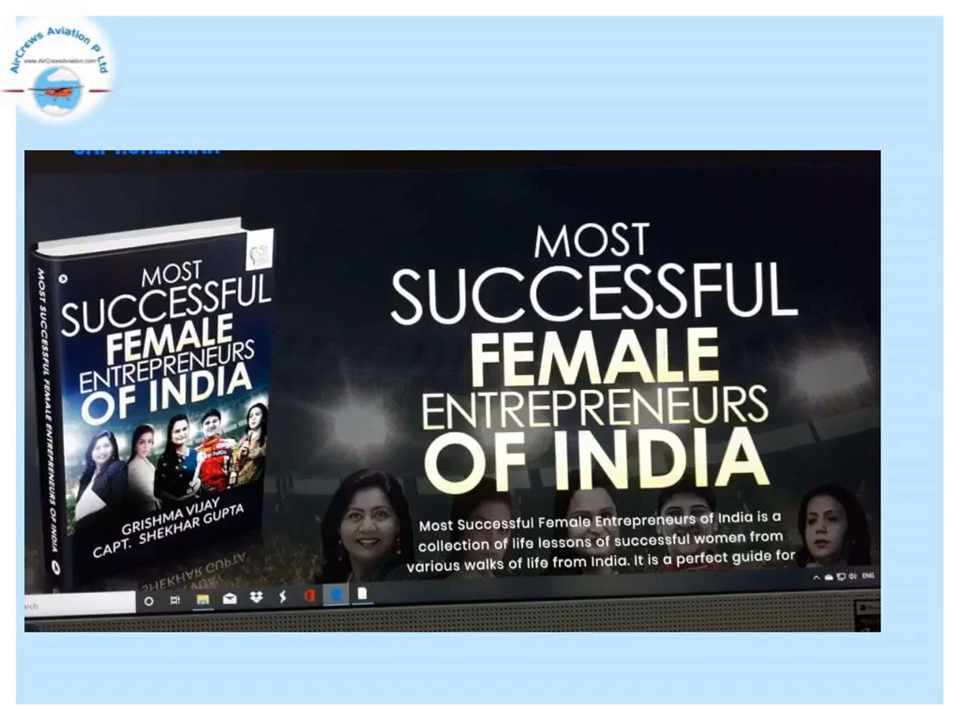 AirCrews Aviation P Ltd
www.AirCrewsAviation.com
MOST SUCCESSFUL FEMALE ENTREPRENEURS OF INDIA
MOST
SUCCESSFUL
FEMALE
ENTREPRENEURS
OF INDIA
GRISHMA VIJAY
CAPT. SHEKHAR GUPTA
MOST
SUCCESSFUL
FEMALE
ENTREPRENEURS
OF INDIA
Most Successful Female Entrepreneurs of India is a
collection of life lessons of successful women from
various walks of life from India. It is a perfect guide for
ENG